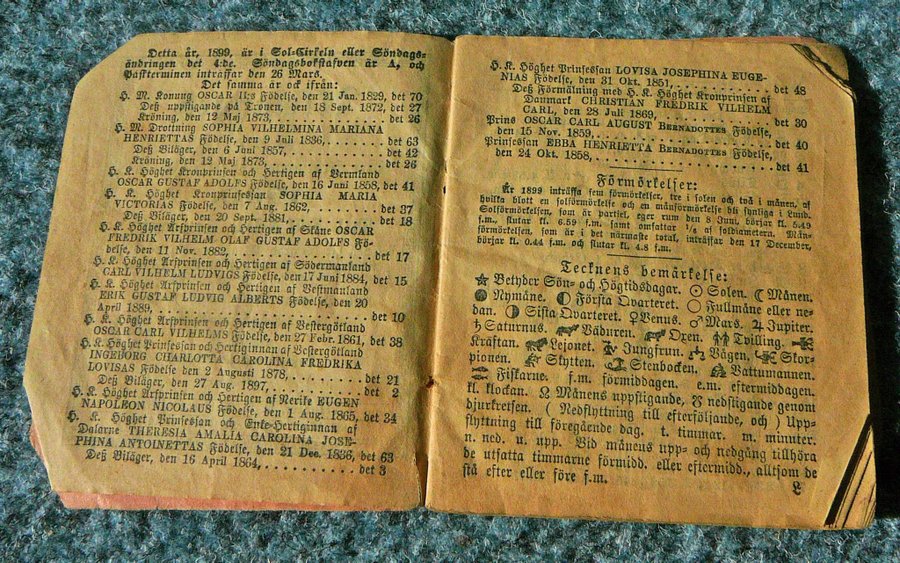 Detta år, 1899, är i Sol-Cirkeln eller Söndags-
ändringen det 4:de. Söndagsbokstafven är A, och
Påskterminen inträffar den 26 Mars.
Det samma är ock ifrån:
H. M. Konung OSCAR II:s Födelse, den 21 Jan. 1829, det 70
Deß uppstigande på Tronen, den 18 Sept. 1872, det 27
Kröning, den 12 Maj 1873, det 26
H. M. Drottning SOPHIA VILHELMINA MARIANA
HENRIETTAS Födelse, den 9 Julii 1836, det 63
Deß Biläger, den 6 Juni 1857, det 42
Kröning, den 12 Maj 1873, det 26
H. K. Höghet Kronprinsen och Hertigen af Vermland
OSCAR GUSTAF ADOLFS Födelse, den 16 Juni 1858, det 41
H. K. Höghet Kronprinsessan SOPHIA MARIA
VICTORIAS Födelse, den 7 Aug. 1862, det 37
Deß Biläger, den 20 Sept. 1881, det 18
H. K. Höghet Arfprinsen och Hertigen af Skåne OSCAR
FREDRIK VILHELM OLAF GUSTAF ADOLFS Fö-
delse, den 11 Nov. 1882, det 17
H. K. Höghet Arfprinsen och Hertigen af Södermanland
CARL VILHELM LUDVIGS Födelse, den 17 Juni 1884, det 15
H. K. Höghet Arfprinsen och Hertigen af Vestmanland
ERIK GUSTAF LUDVIG ALBERTS Födelse, den 20
April 1889, det 10
H. K. Höghet Arfprinsen och Hertigen af Vestergötland
OSCAR CARL VILHELMS Födelse, den 27 Febr. 1861, det 38
H. K. Höghet Prinsessan och Hertiginnan af Vestergötland
INGEBORG CHARLOTTA CAROLINA FREDRIKA
LOVISAS Födelse den 2 Augusti 1878, det 21
Deß Biläger, den 27 Aug. 1897, det 2
H. K. Höghet Arfprinsen och Hertigen af Nerike EUGEN
NAPOLEON NICOLAUS Födelse, den 1 Aug. 1865, det 34
H. K. Höghet Prinsessan och Enke-Hertiginnan af
Dalarne THERESIA AMALIA CAROLINA JOSE-
PHINA ANTOINETTAS Födelse, den 21 Dec. 1836, det 63
Deß Biläger, den 16 April 1864, det 3
H. K. Höghet Prinsessan LOVISA JOSEPHINA EUGE-
NIAS Födelse, den 31 Okt. 1851, det 48
Deß Förmälning med H. K. Höghet Kronprinsen af
Danmark CHRISTIAN FREDRIK VILHELM
CARL, den 28 Juli 1869, det 30
Prins OSCAR CARL AUGUST BERNADOTTES Födelse,
den 15 Nov. 1859, det 40
Prinsessan EBBA HENRIETTA BERNADOTTES Födelse,
den 24 Okt. 1858, det 41
Förmörkelser:
År 1899 inträffa fem förmörkelser, tre i solen och två i månen, af
hvilka blott en solförmörkelse och en månförmörkelse bli synliga i Lund.
Solförmörkelsen, som är partiel, eger rum den 8 Juni, börjar kl. 5.49
f.m., slutar kl. 6.59 f.m. samt omfattar 1/8 af soldiametern. Mån-
förmörkelsen, som är i det närmaste total, inträffar den 17 December,
börjar kl. 0.44 f.m. och slutar kl. 4.8 f.m.
Tecknens bemärkelse:
★ Betyder Sön- och Högtidsdagar. ☉ Solen. ☾ Månen.
● Nymåne. ◐ Första Qvarteret. ○ Fullmåne eller ne-
dan. ◑ Sista Qvarteret. ♀ Venus. ♂ Mars. ♃ Jupiter.
♄ Saturnus. Väduren. Oxen. Tvilling.
Kräftan. Lejonet. Jungfrun. Vågen. Skor-
pionen. Skytten. Stenbocken. Vattumannen.
Fiskarne. f.m. förmiddagen. e.m. eftermiddagen.
kl. klockan. ☊ Månens uppstigande, ☋ nedstigande genom
djurkretsen. ( Nedflyttning till efterföljande, och ) Upp-
flyttning till föregående dag. t. timmar. m. minuter.
n. ned. u. upp. Vid månens upp- och nedgång tillhöra
de utsatta timmarne förmidd. eller eftermidd., alltsom de
stå efter eller före f.m.